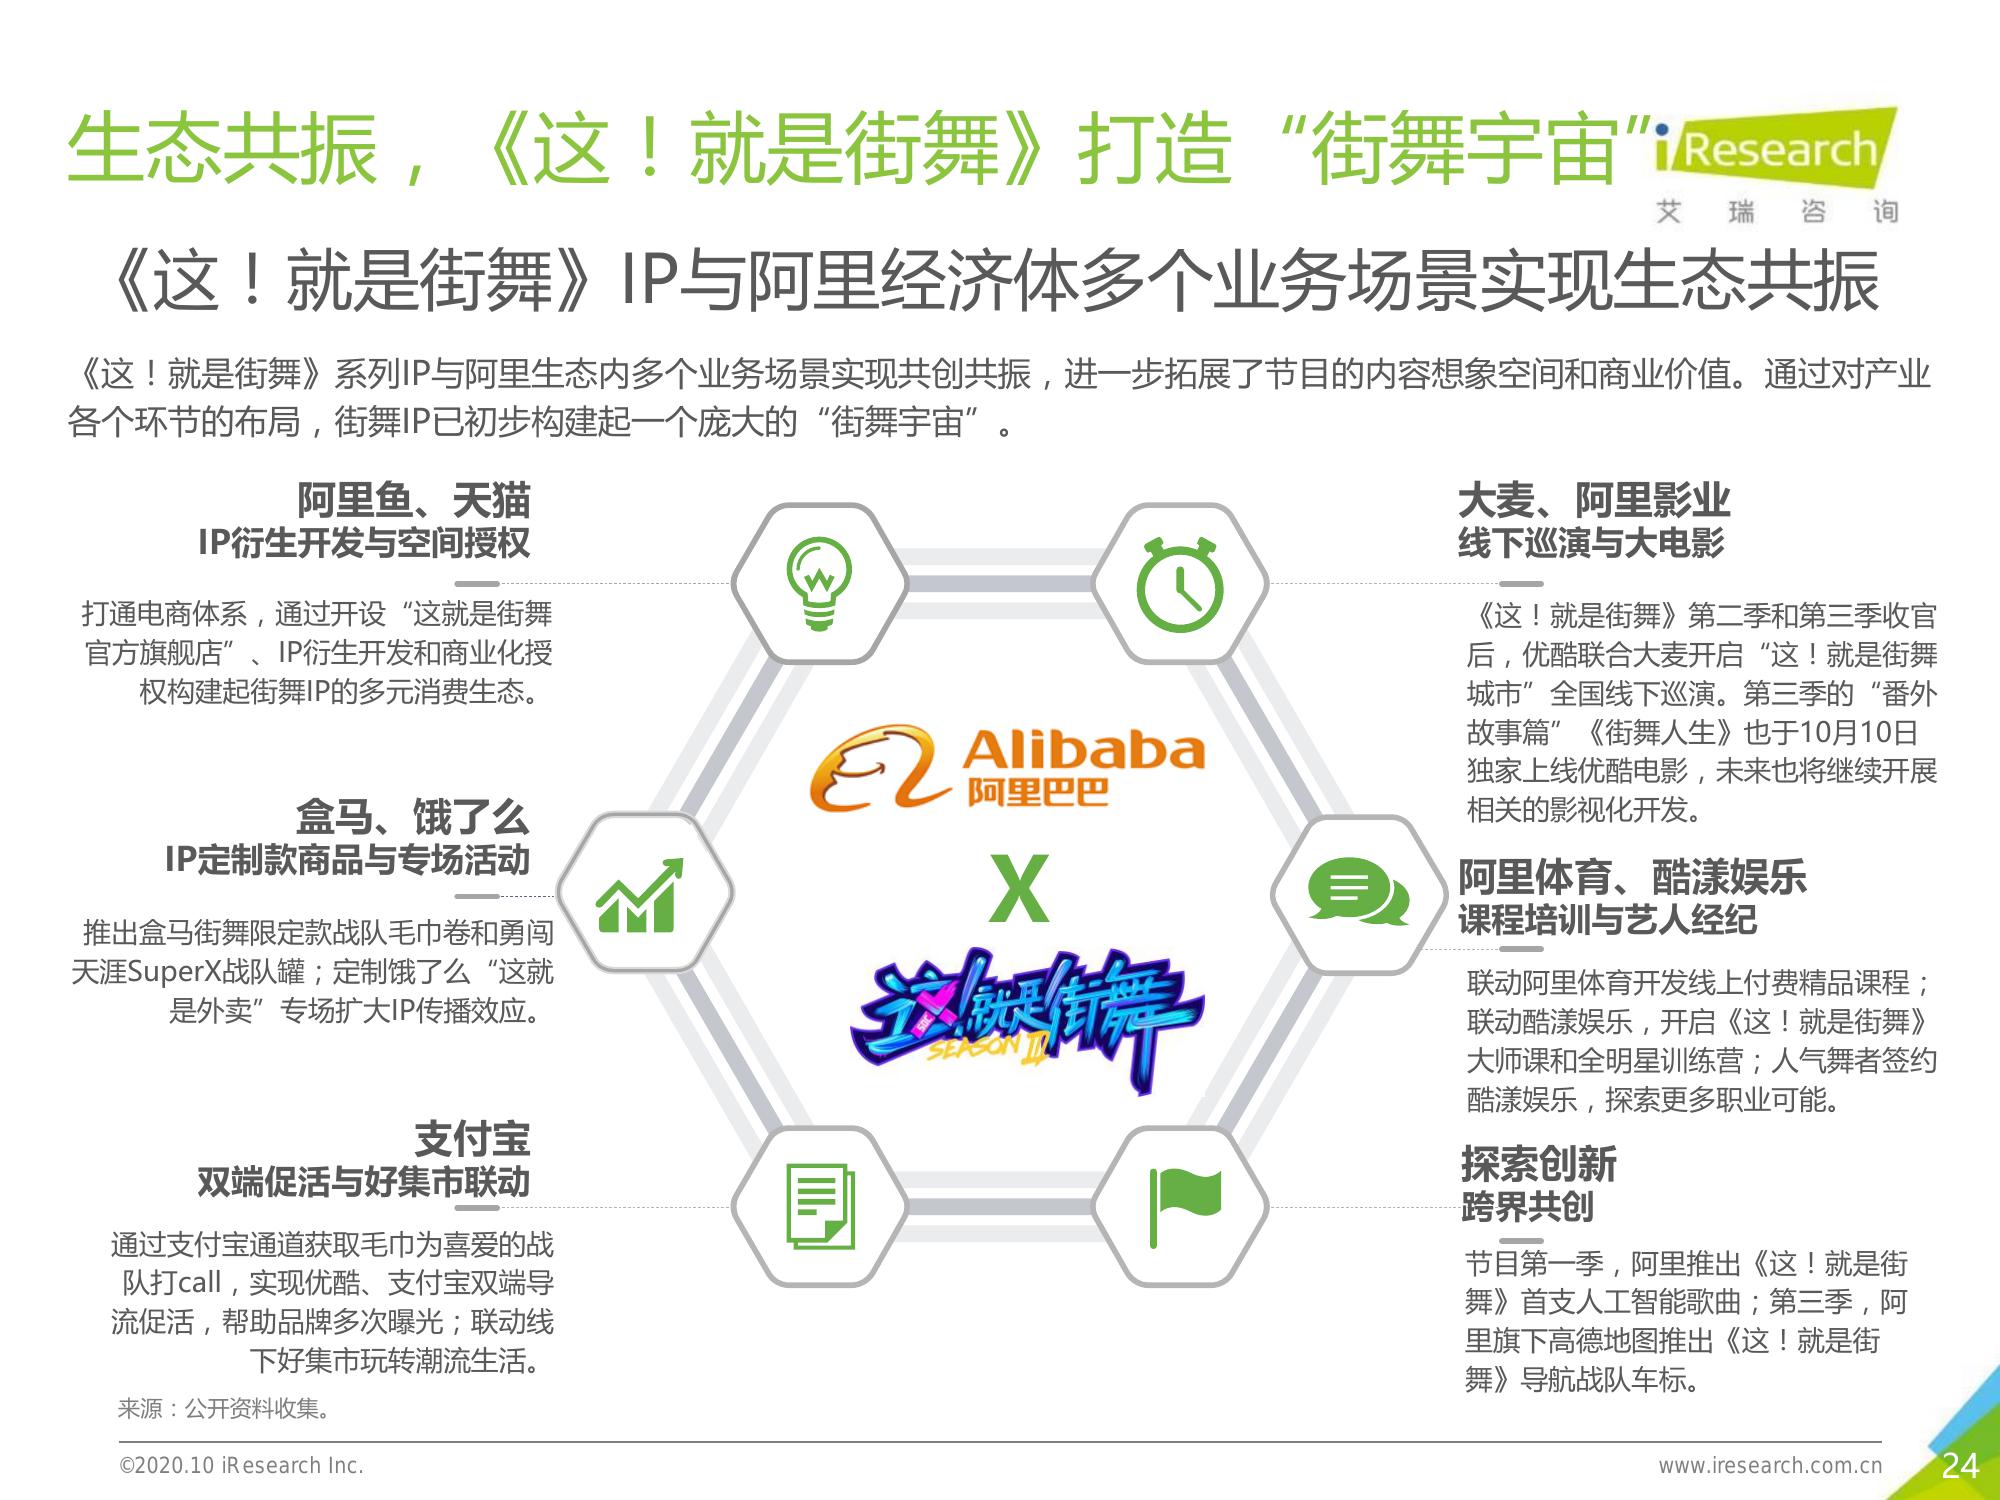 生态共振，《这！就是街舞》打造“街舞宇宙”
iResearch
艾瑞咨询
《这！就是街舞》IP与阿里经济体多个业务场景实现生态共振
《这！就是街舞》系列IP与阿里生态内多个业务场景实现共创共振，进一步拓展了节目的内容想象空间和商业价值。通过对产业
各个环节的布局，街舞IP已初步构建起一个庞大的“街舞宇宙”。
阿里鱼、天猫
IP衍生开发与空间授权
打通电商体系，通过开设“这就是街舞
官方旗舰店”、IP衍生开发和商业化授
权构建起街舞IP的多元消费生态。
盒马、饿了么
IP定制款商品与专场活动
推出盒马街舞限定款战队毛巾卷和勇闯
天涯SuperX战队罐；定制饿了么“这就
是外卖”专场扩大IP传播效应。
支付宝
双端促活与好集市联动
通过支付宝通道获取毛巾为喜爱的战
队打call，实现优酷、支付宝双端导
流促活，帮助品牌多次曝光；联动线
下好集市玩转潮流生活。
Alibaba
阿里巴巴
X
这！就是街舞
SDC
SEASON III
大麦、阿里影业
线下巡演与大电影
《这！就是街舞》第二季和第三季收官
后，优酷联合大麦开启“这！就是街舞
城市”全国线下巡演。第三季的“番外
故事篇”《街舞人生》也于10月10日
独家上线优酷电影，未来也将继续开展
相关的影视化开发。
阿里体育、酷漾娱乐
课程培训与艺人经纪
联动阿里体育开发线上付费精品课程；
联动酷漾娱乐，开启《这！就是街舞》
大师课和全明星训练营；人气舞者签约
酷漾娱乐，探索更多职业可能。
探索创新
跨界共创
节目第一季，阿里推出《这！就是街
舞》首支人工智能歌曲；第三季，阿
里旗下高德地图推出《这！就是街
舞》导航战队车标。
来源：公开资料收集。
©2020.10 iResearch Inc.
www.iresearch.com.cn
24